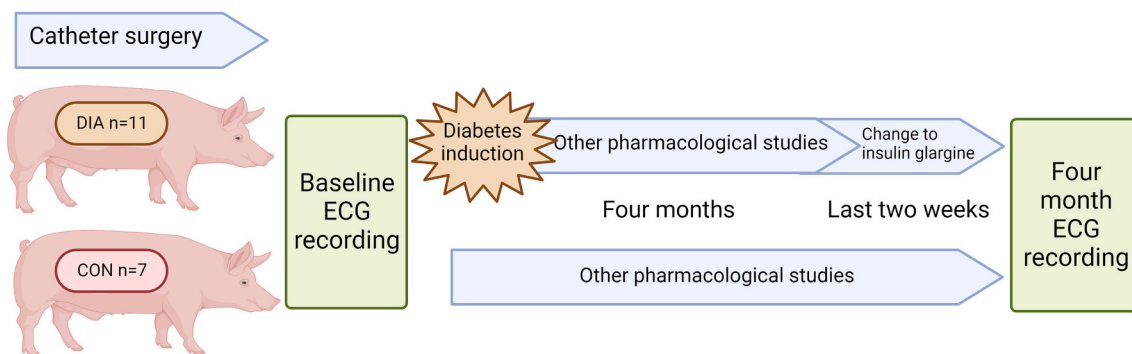 Catheter surgery
DIA n=11
CON n=7
Baseline
ECG
recording
Diabetes
induction
Other pharmacological studies
Change to
insulin glargine
Four months
Last two weeks
Other pharmacological studies
Four
month
ECG
recording